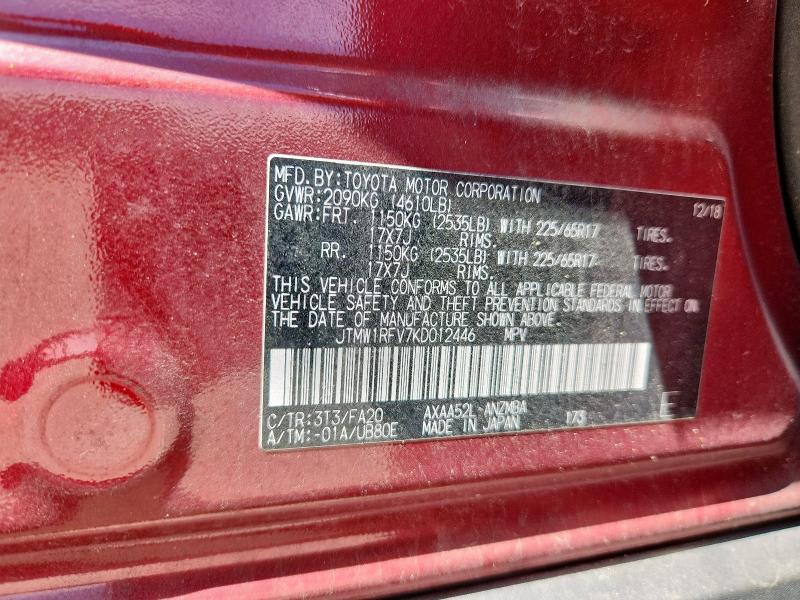 MFD. BY: TOYOTA MOTOR CORPORATION 12/18
GVWR: 2090KG (4610LB)
GAWR: FRT. 1150KG (2535LB) WITH 225/65R17 TIRES.
17X7J RIMS.
RR. 1150KG (2535LB) WITH 225/65R17 TIRES.
17X7J RIMS.
THIS VEHICLE CONFORMS TO ALL APPLICABLE FEDERAL MOTOR
VEHICLE SAFETY AND THEFT PREVENTION STANDARDS IN EFFECT ON
THE DATE OF MANUFACTURE SHOWN ABOVE.
JTMW1RFV7KD012446 MPV
C/TR: 3T3/FA20 AXAA52L ANZMBA 173 E
A/TM: -01A/UB80E MADE IN JAPAN